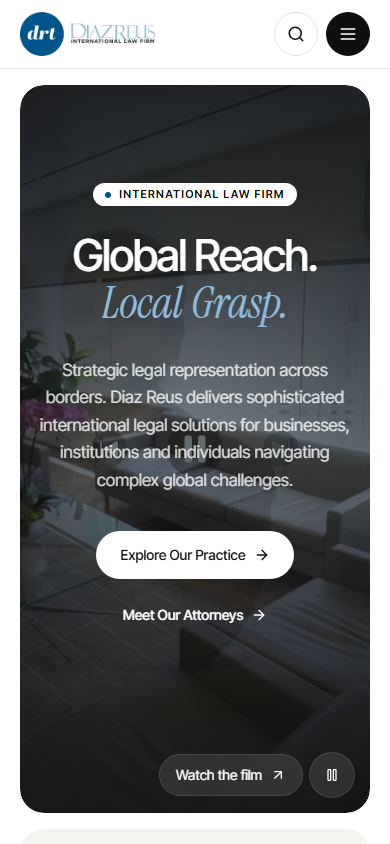 drt
DIAZREUS
INTERNATIONAL LAW FIRM
INTERNATIONAL LAW FIRM
Global Reach.
Local Grasp.
Strategic legal representation across
borders. Diaz Reus delivers sophisticated
international legal solutions for businesses,
institutions and individuals navigating
complex global challenges.
Explore Our Practice
Meet Our Attorneys
Watch the film